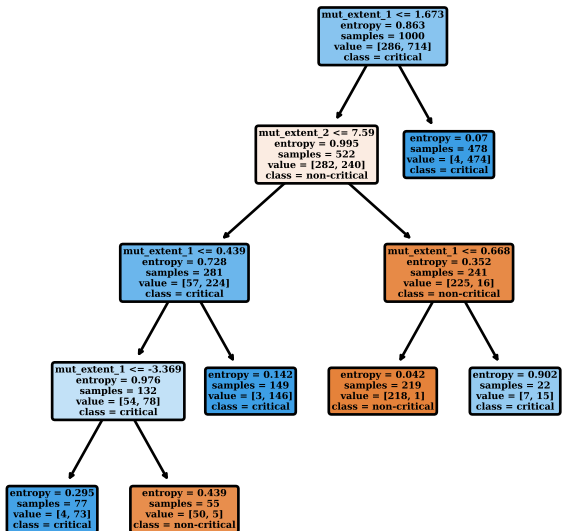 mut_extent_1 <= 1.673
entropy = 0.863
samples = 1000
value = [286, 714]
class = critical
mut_extent_2 <= 7.59
entropy = 0.995
samples = 522
value = [282, 240]
class = non-critical
entropy = 0.07
samples = 478
value = [4, 474]
class = critical
mut_extent_1 <= 0.439
entropy = 0.728
samples = 281
value = [57, 224]
class = critical
mut_extent_1 <= 0.668
entropy = 0.352
samples = 241
value = [225, 16]
class = non-critical
mut_extent_1 <= -3.369
entropy = 0.976
samples = 132
value = [54, 78]
class = critical
entropy = 0.142
samples = 149
value = [3, 146]
class = critical
entropy = 0.042
samples = 219
value = [218, 1]
class = non-critical
entropy = 0.902
samples = 22
value = [7, 15]
class = critical
entropy = 0.295
samples = 77
value = [4, 73]
class = critical
entropy = 0.439
samples = 55
value = [50, 5]
class = non-critical